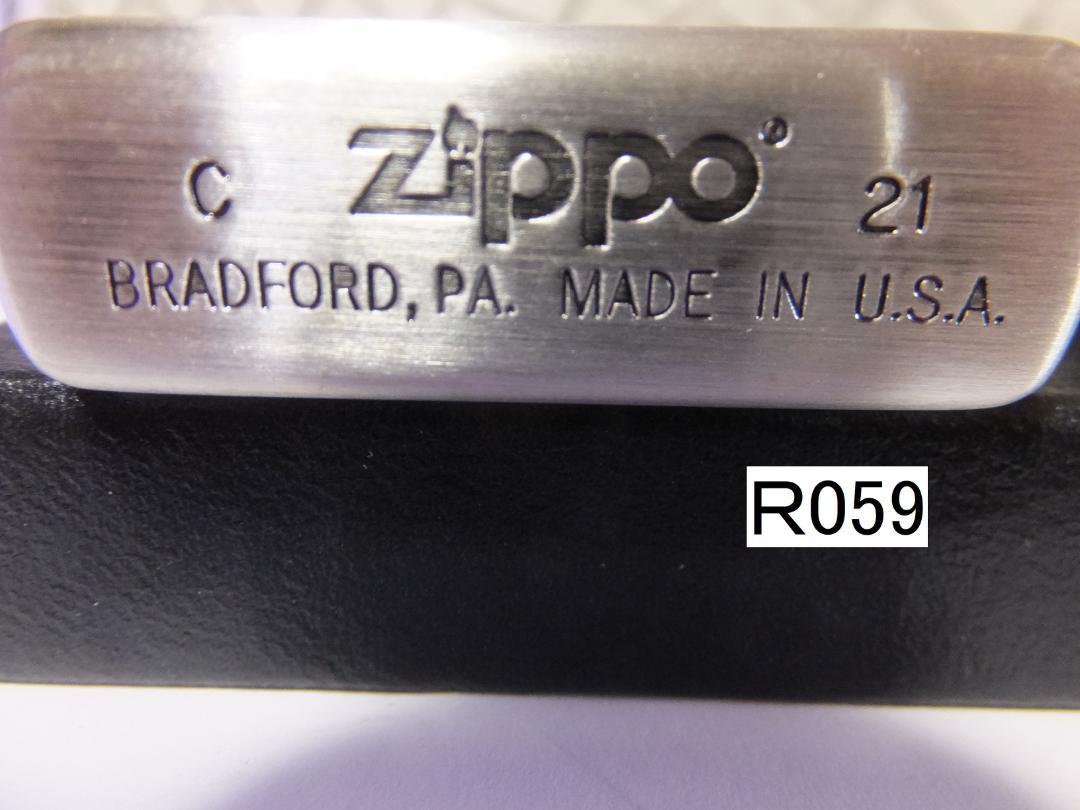 C zippo® 21
BRADFORD, PA. MADE IN U.S.A.
R059